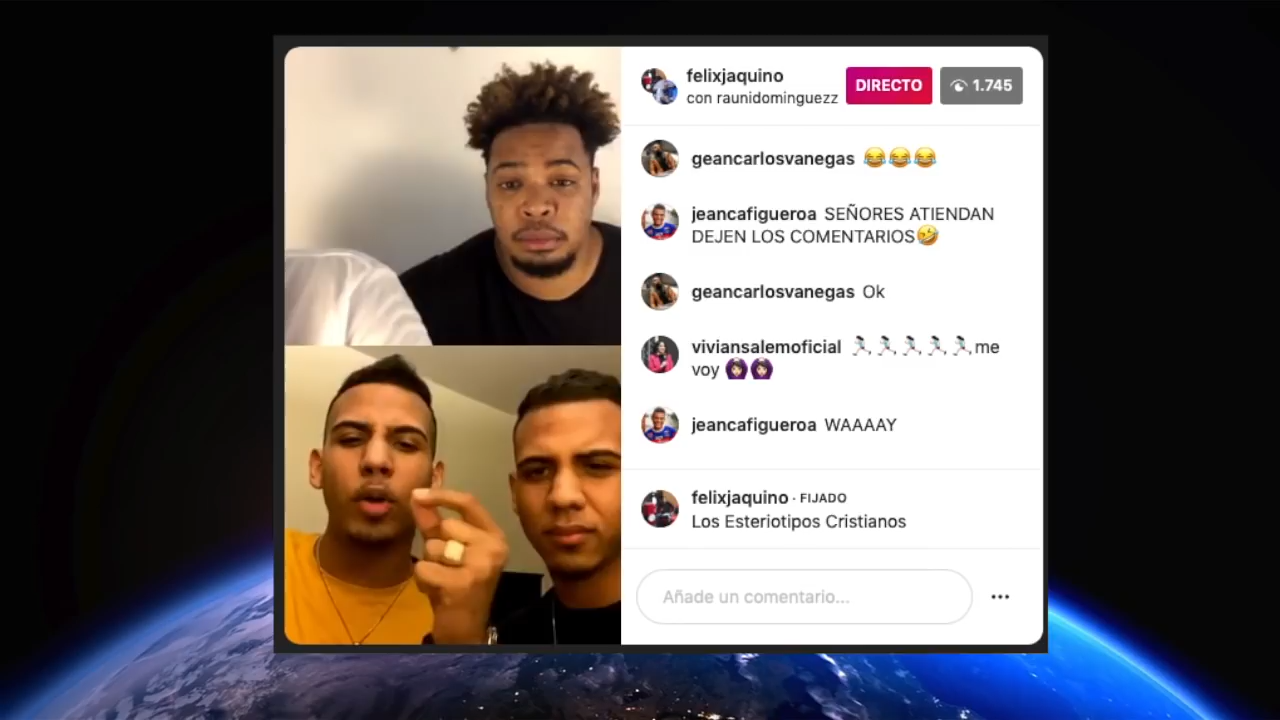 felixjaquino
con raunidominguezz
DIRECTO
1.745
geancarlosvanegas 😂😂😂
jeancafigueroa SEÑORES ATIENDAN
DEJEN LOS COMENTARIOS🤣
geancarlosvanegas Ok
viviansalemoficial 🏃🏻‍♀️🏃🏻‍♀️🏃🏻‍♀️🏃🏻‍♀️🏃🏻‍♀️me
voy 🙆🏻‍♀️🙆🏻‍♀️
jeancafigueroa WAAAAY
felixjaquino · FIJADO
Los Esteriotipos Cristianos
Añade un comentario...